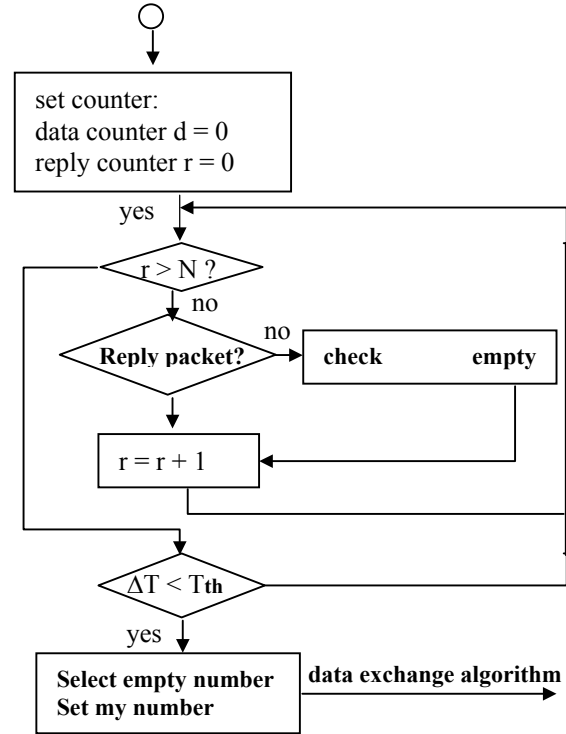 set counter:
data counter d = 0
reply counter r = 0
yes
r > N ?
no
Reply packet?
no
check empty
r = r + 1
ΔT < Tth
yes
Select empty number
Set my number
data exchange algorithm